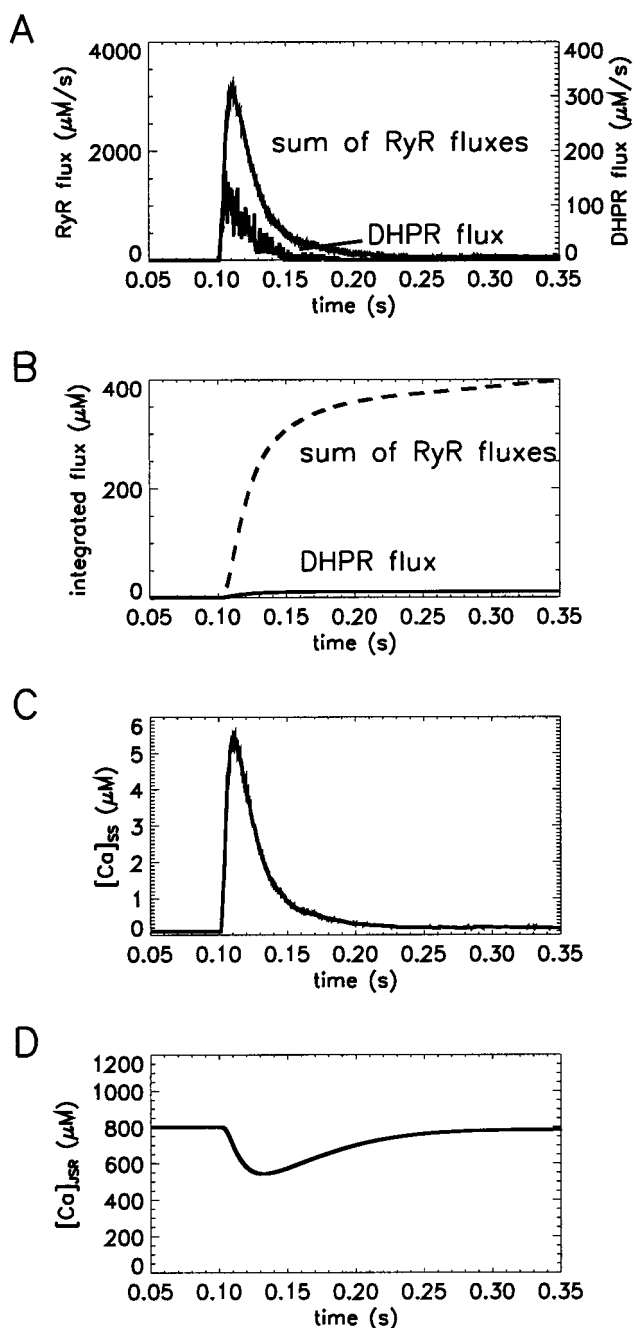 A
4000
2000
0
RyR flux (μM/s)
400
300
200
100
0
DHPR flux (μM/s)
sum of RyR fluxes
DHPR flux
0.05 0.10 0.15 0.20 0.25 0.30 0.35
time (s)
B
400
200
0
integrated flux (μM)
sum of RyR fluxes
DHPR flux
0.05 0.10 0.15 0.20 0.25 0.30 0.35
time (s)
C
6
5
4
3
2
1
0
[Ca]SS (μM)
0.05 0.10 0.15 0.20 0.25 0.30 0.35
time (s)
D
1200
1000
800
600
400
200
0
[Ca]JSR (μM)
0.05 0.10 0.15 0.20 0.25 0.30 0.35
time (s)